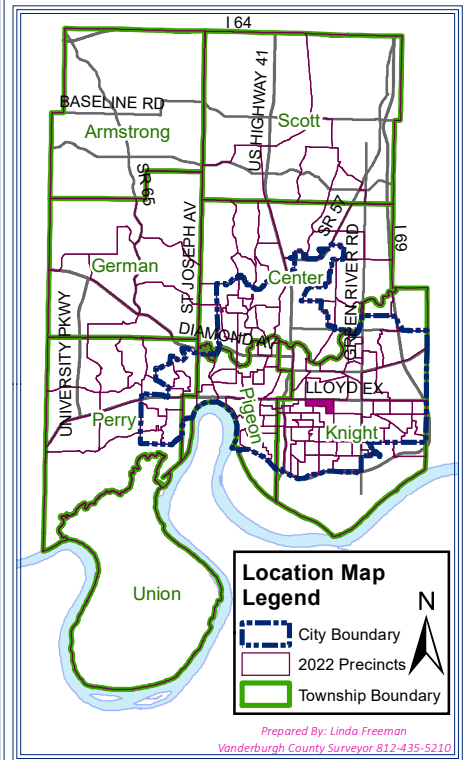 I 64
US HIGHWAY 41
BASELINE RD
Scott
Armstrong
SR 65
SR 57
ST JOSEPH AV
GREEN RIVER RD
I 69
German
Center
UNIVERSITY PKWY
DIAMOND AV
LLOYD EX
Pigeon
Perry
Knight
Union
Location Map
Legend
N
City Boundary
2022 Precincts
Township Boundary
Prepared By: Linda Freeman
Vanderburgh County Surveyor 812-435-5210